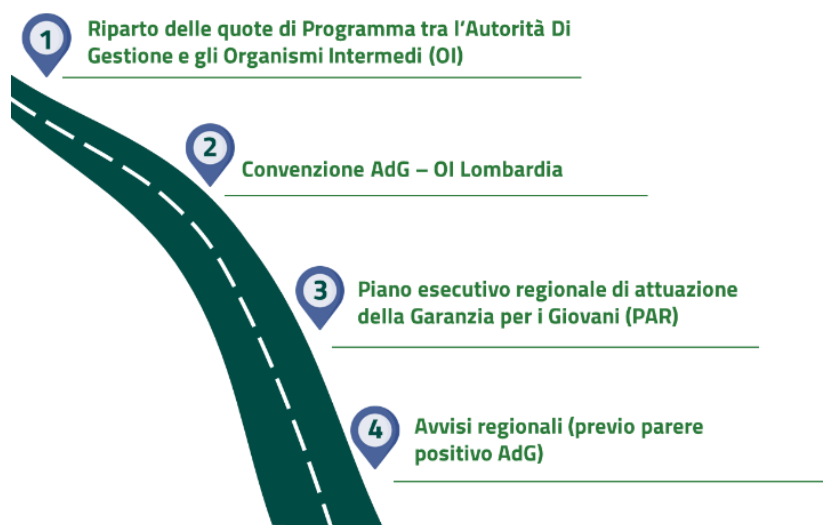 1
Riparto delle quote di Programma tra l'Autorità Di
Gestione e gli Organismi Intermedi (OI)
2
Convenzione AdG – OI Lombardia
3
Piano esecutivo regionale di attuazione
della Garanzia per i Giovani (PAR)
4
Avvisi regionali (previo parere
positivo AdG)